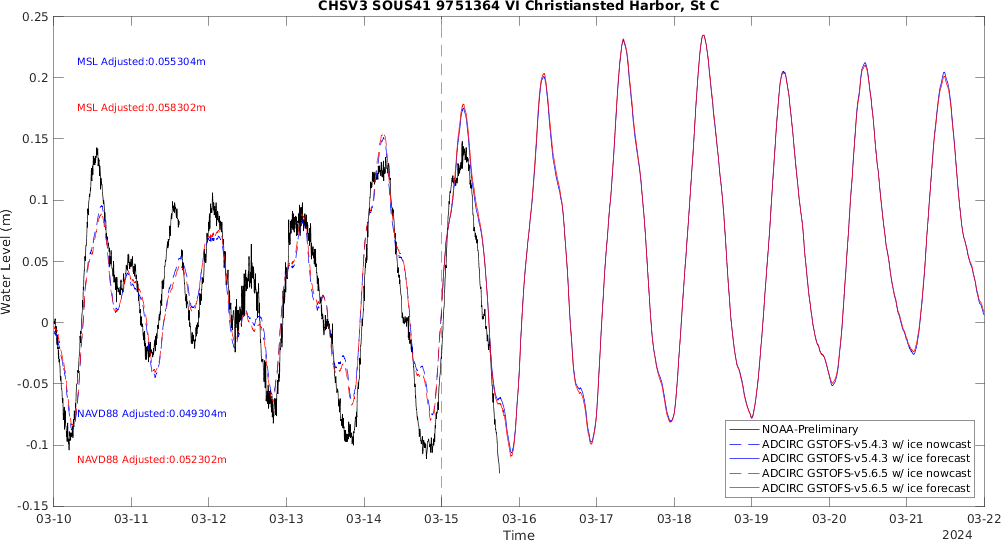 CHSV3 SOUS41 9751364 VI Christiansted Harbor, St C
0.25
0.2
0.15
0.1
0.05
0
-0.05
-0.1
-0.15
Water Level (m)
MSL Adjusted:0.055304m
MSL Adjusted:0.058302m
NAVD88 Adjusted:0.049304m
NAVD88 Adjusted:0.052302m
NOAA-Preliminary
ADCIRC GSTOFS-v5.4.3 w/ ice nowcast
ADCIRC GSTOFS-v5.4.3 w/ ice forecast
ADCIRC GSTOFS-v5.6.5 w/ ice nowcast
ADCIRC GSTOFS-v5.6.5 w/ ice forecast
03-10 03-11 03-12 03-13 03-14 03-15 03-16 03-17 03-18 03-19 03-20 03-21 03-22
Time
2024